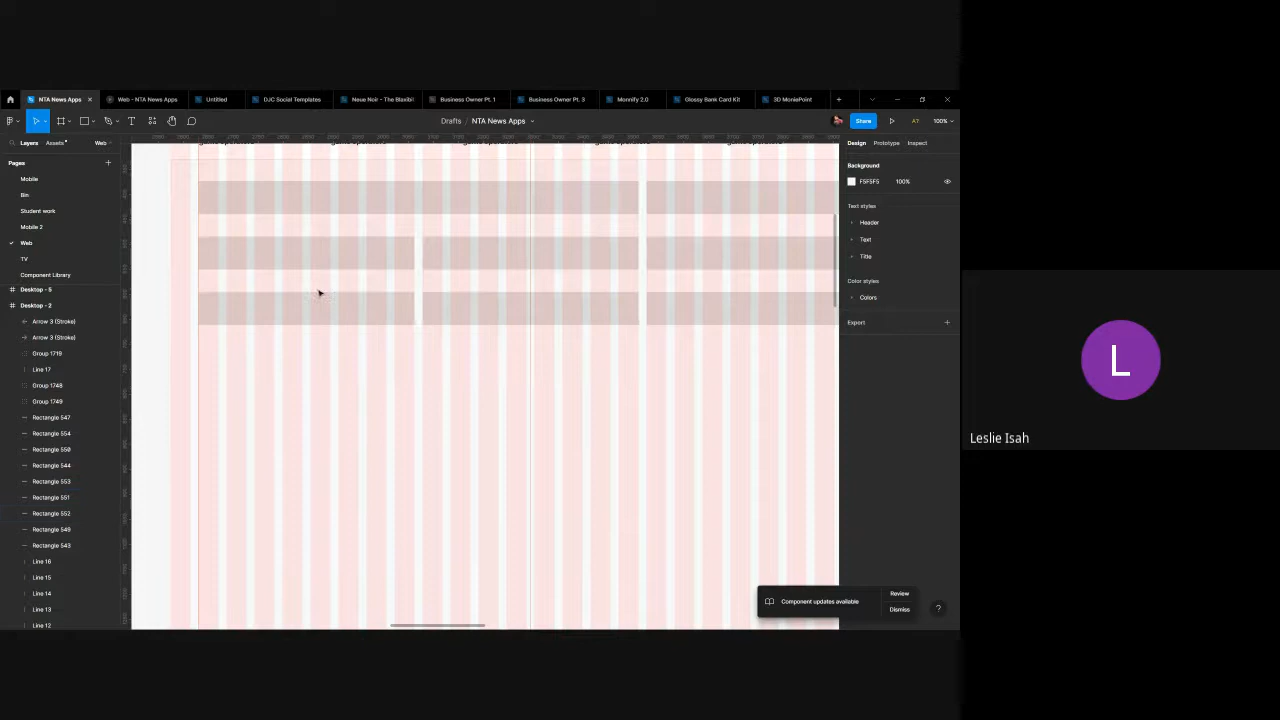 NTA News Apps
Web - NTA News Apps
Untitled
DJC Social Templates
Neue Noir - The Blaxibl
Business Owner Pt. 1
Business Owner Pt. 3
Monnify 2.0
Glossy Bank Card Kit
3D MoniePoint
Drafts / NTA News Apps
Share
A?
100%
Layers
Assets
Web
Design
Prototype
Inspect
Pages
Mobile
Bin
Student work
Mobile 2
Web
TV
Component Library
Desktop - 5
Desktop - 2
Arrow 3 (Stroke)
Arrow 3 (Stroke)
Group 1719
Line 17
Group 1748
Group 1749
Rectangle 547
Rectangle 554
Rectangle 550
Rectangle 544
Rectangle 553
Rectangle 551
Rectangle 552
Rectangle 549
Rectangle 543
Line 16
Line 15
Line 14
Line 13
Line 12
Background
F5F5F5 100%
Text styles
Header
Text
Title
Color styles
Colors
Export
Component updates available
Review
Dismiss
?
L
Leslie Isah